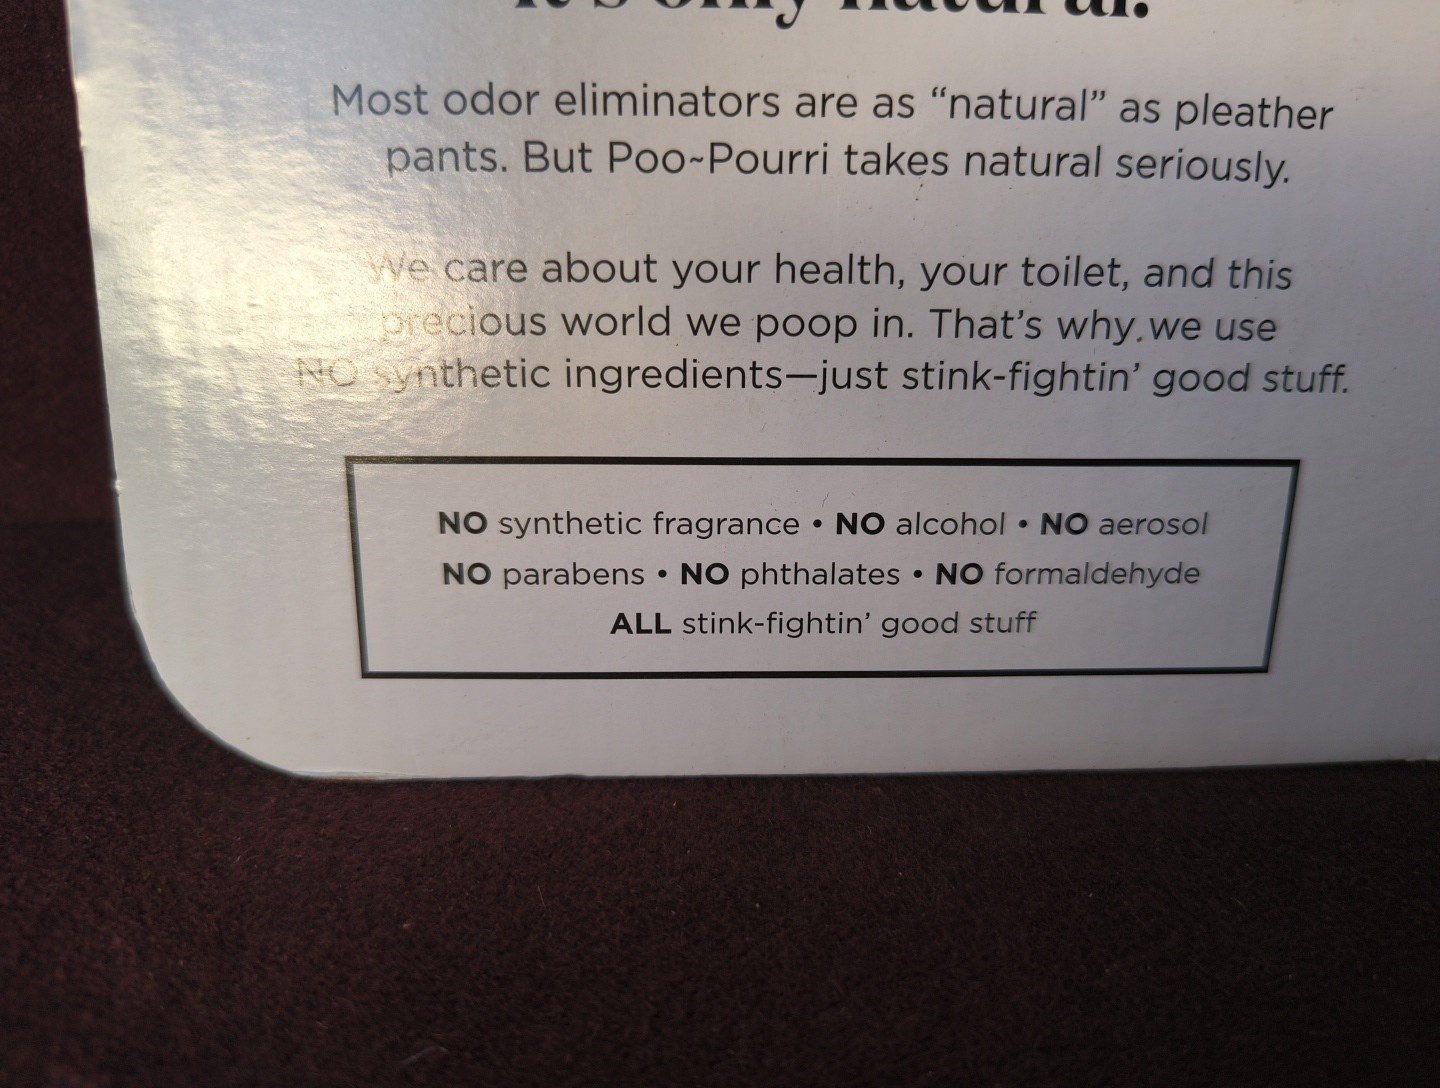 it's only natural.
Most odor eliminators are as “natural” as pleather
pants. But Poo~Pourri takes natural seriously.
We care about your health, your toilet, and this
precious world we poop in. That's why we use
NO synthetic ingredients—just stink-fightin' good stuff.
NO synthetic fragrance • NO alcohol • NO aerosol
NO parabens • NO phthalates • NO formaldehyde
ALL stink-fightin' good stuff